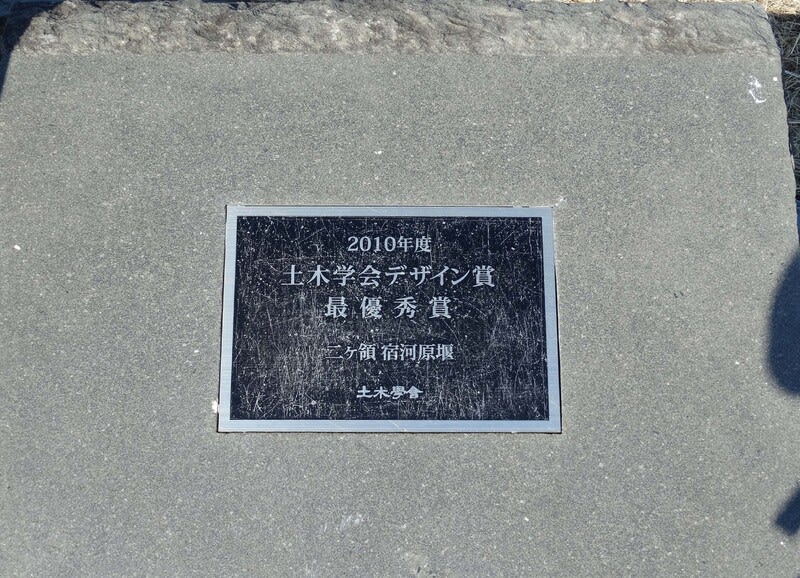 2010年度
土木学会デザイン賞
最優秀賞
二ヶ領 宿河原堰
土木學會